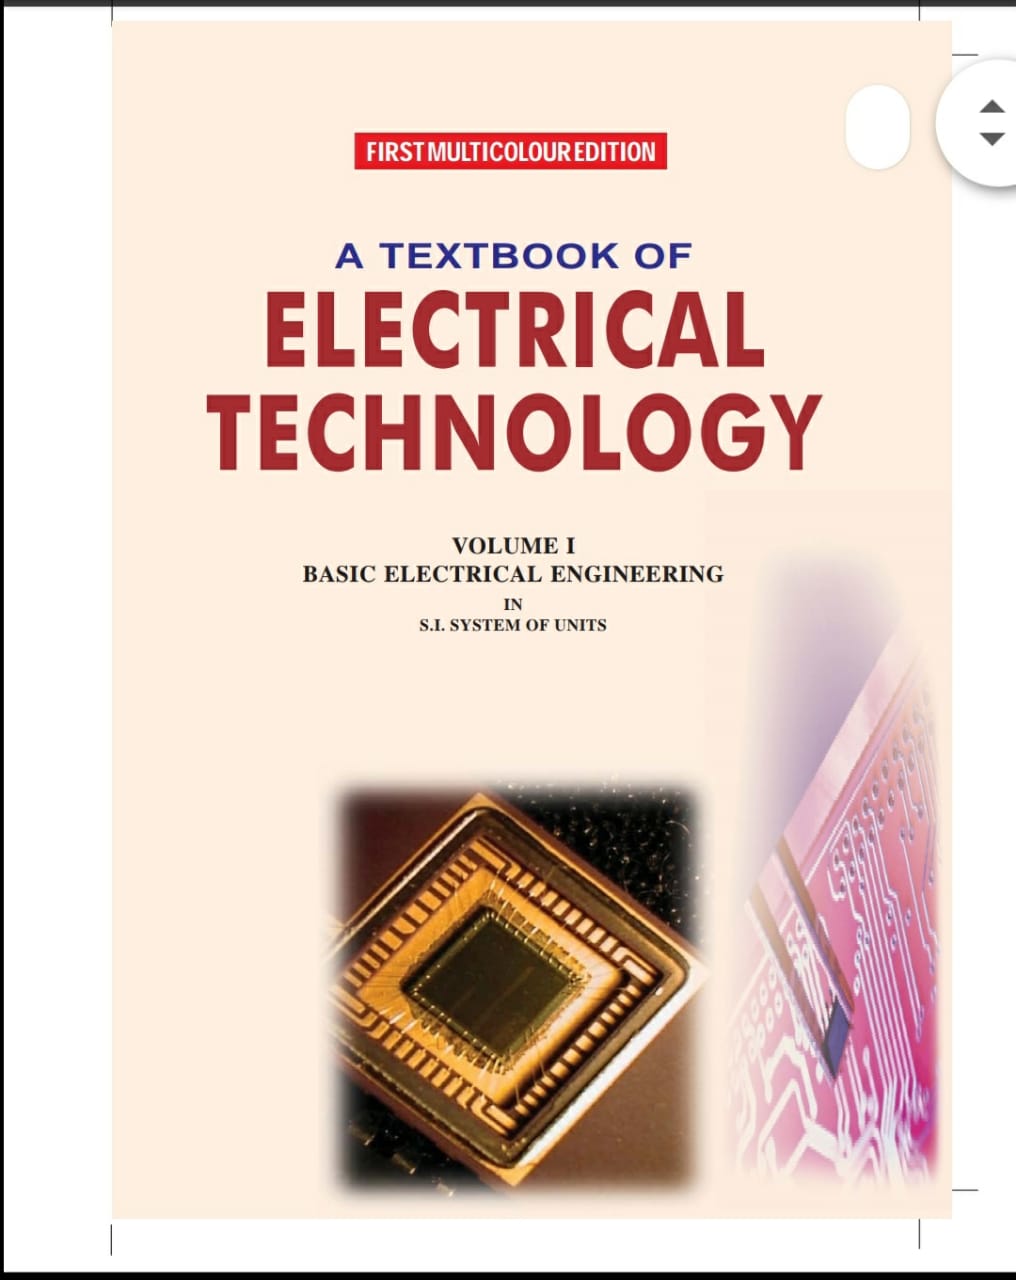 FIRST MULTICOLOUR EDITION
A TEXTBOOK OF
ELECTRICAL
TECHNOLOGY
VOLUME I
BASIC ELECTRICAL ENGINEERING
IN
S.I. SYSTEM OF UNITS